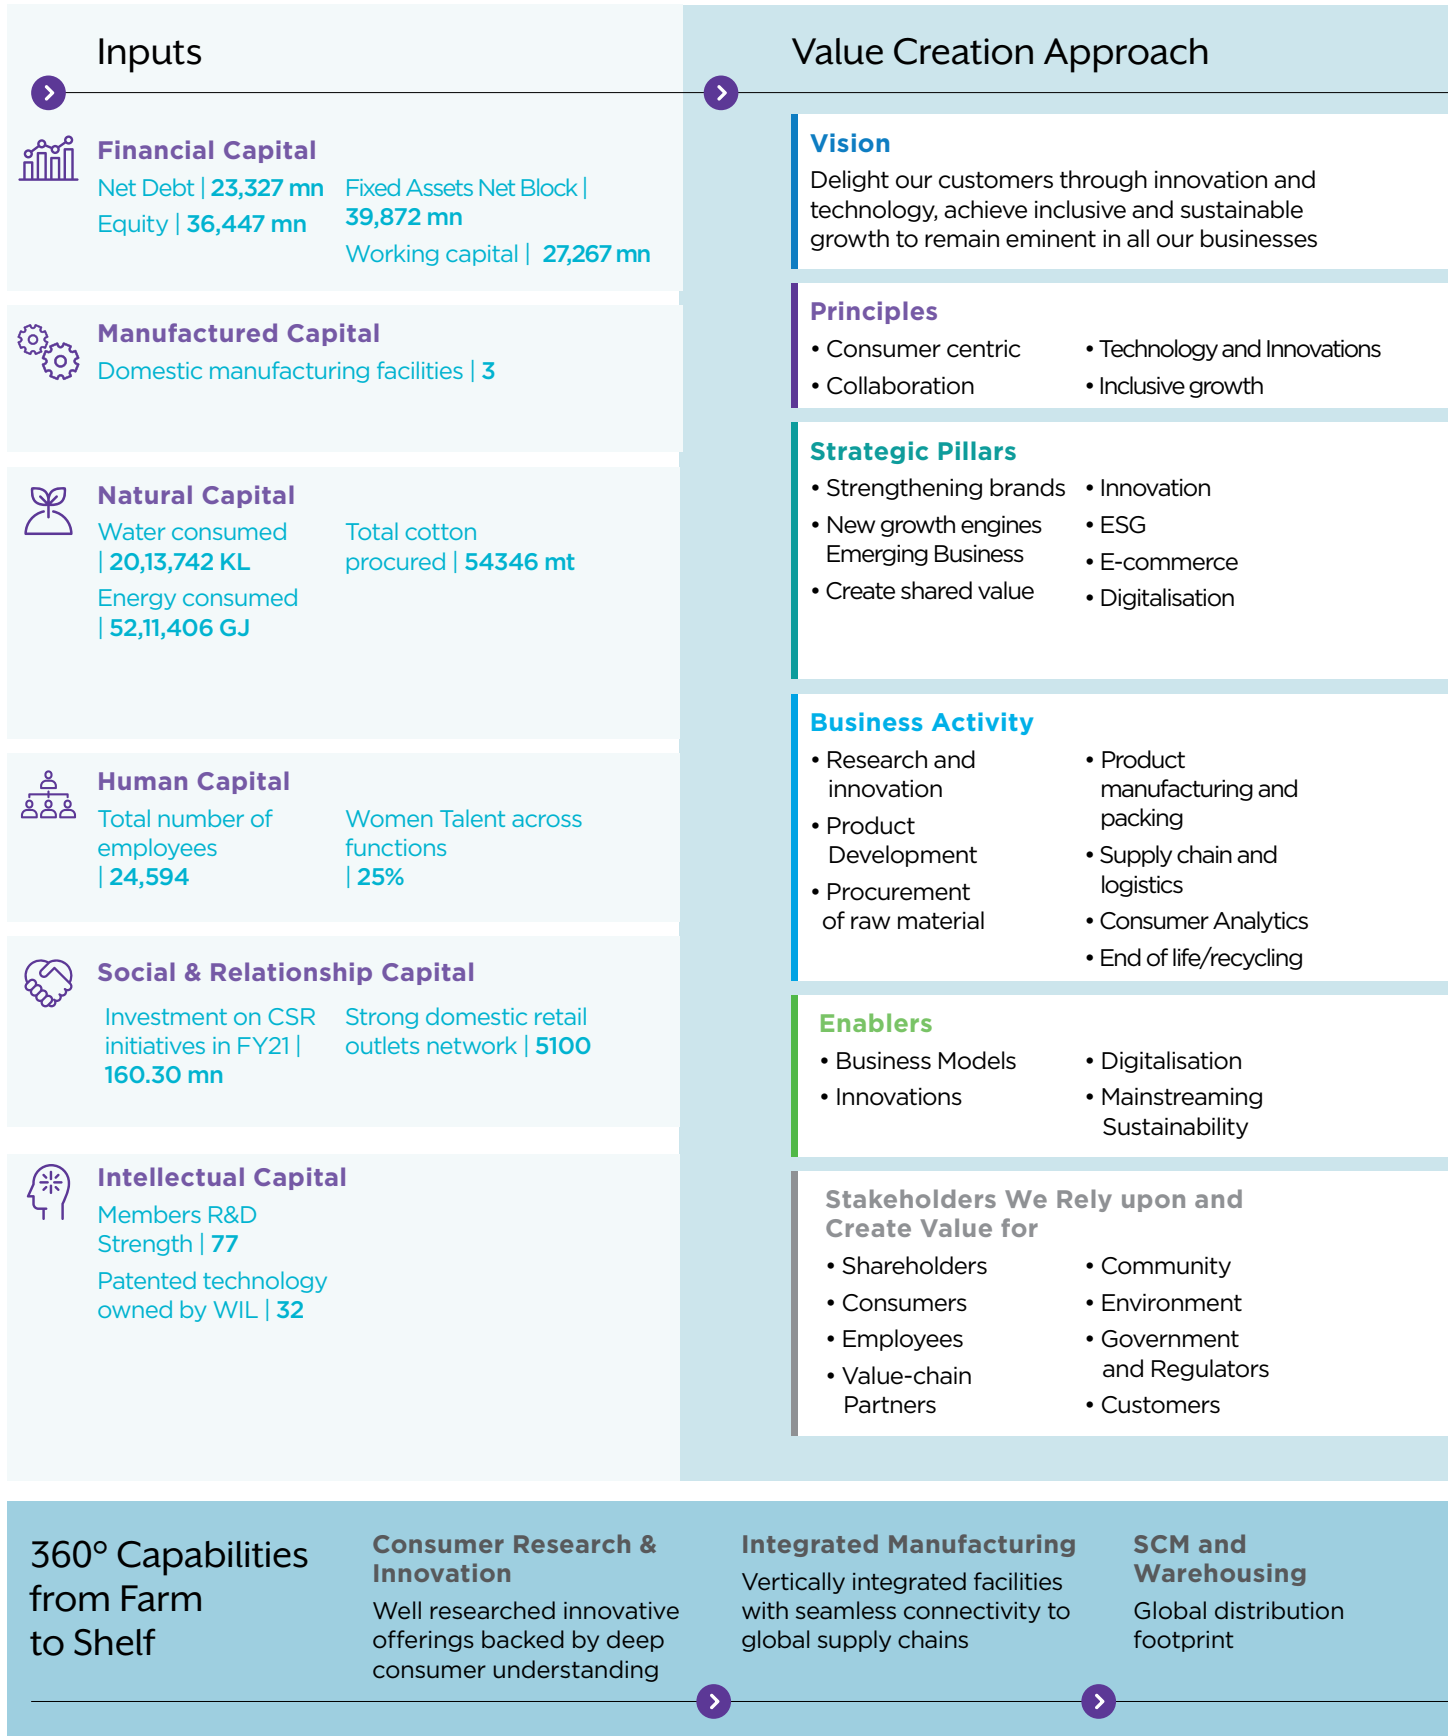 Inputs
Financial Capital
Net Debt | 23,327 mn
Equity | 36,447 mn
Fixed Assets Net Block |
39,872 mn
Working capital | 27,267 mn
Manufactured Capital
Domestic manufacturing facilities | 3
Natural Capital
Water consumed
| 20,13,742 KL
Energy consumed
| 52,11,406 GJ
Total cotton
procured | 54346 mt
Human Capital
Total number of
employees
| 24,594
Women Talent across
functions
| 25%
Social & Relationship Capital
Investment on CSR
initiatives in FY21 |
160.30 mn
Strong domestic retail
outlets network | 5100
Intellectual Capital
Members R&D
Strength | 77
Patented technology
owned by WIL | 32
Value Creation Approach
Vision
Delight our customers through innovation and
technology, achieve inclusive and sustainable
growth to remain eminent in all our businesses
Principles
• Consumer centric
• Collaboration
• Technology and Innovations
• Inclusive growth
Strategic Pillars
• Strengthening brands
• New growth engines
Emerging Business
• Create shared value
• Innovation
• ESG
• E-commerce
• Digitalisation
Business Activity
• Research and
innovation
• Product
Development
• Procurement
of raw material
• Product
manufacturing and
packing
• Supply chain and
logistics
• Consumer Analytics
• End of life/recycling
Enablers
• Business Models
• Innovations
• Digitalisation
• Mainstreaming
Sustainability
Stakeholders We Rely upon and
Create Value for
• Shareholders
• Consumers
• Employees
• Value-chain
Partners
• Community
• Environment
• Government
and Regulators
• Customers
360° Capabilities
from Farm
to Shelf
Consumer Research &
Innovation
Well researched innovative
offerings backed by deep
consumer understanding
Integrated Manufacturing
Vertically integrated facilities
with seamless connectivity to
global supply chains
SCM and
Warehousing
Global distribution
footprint